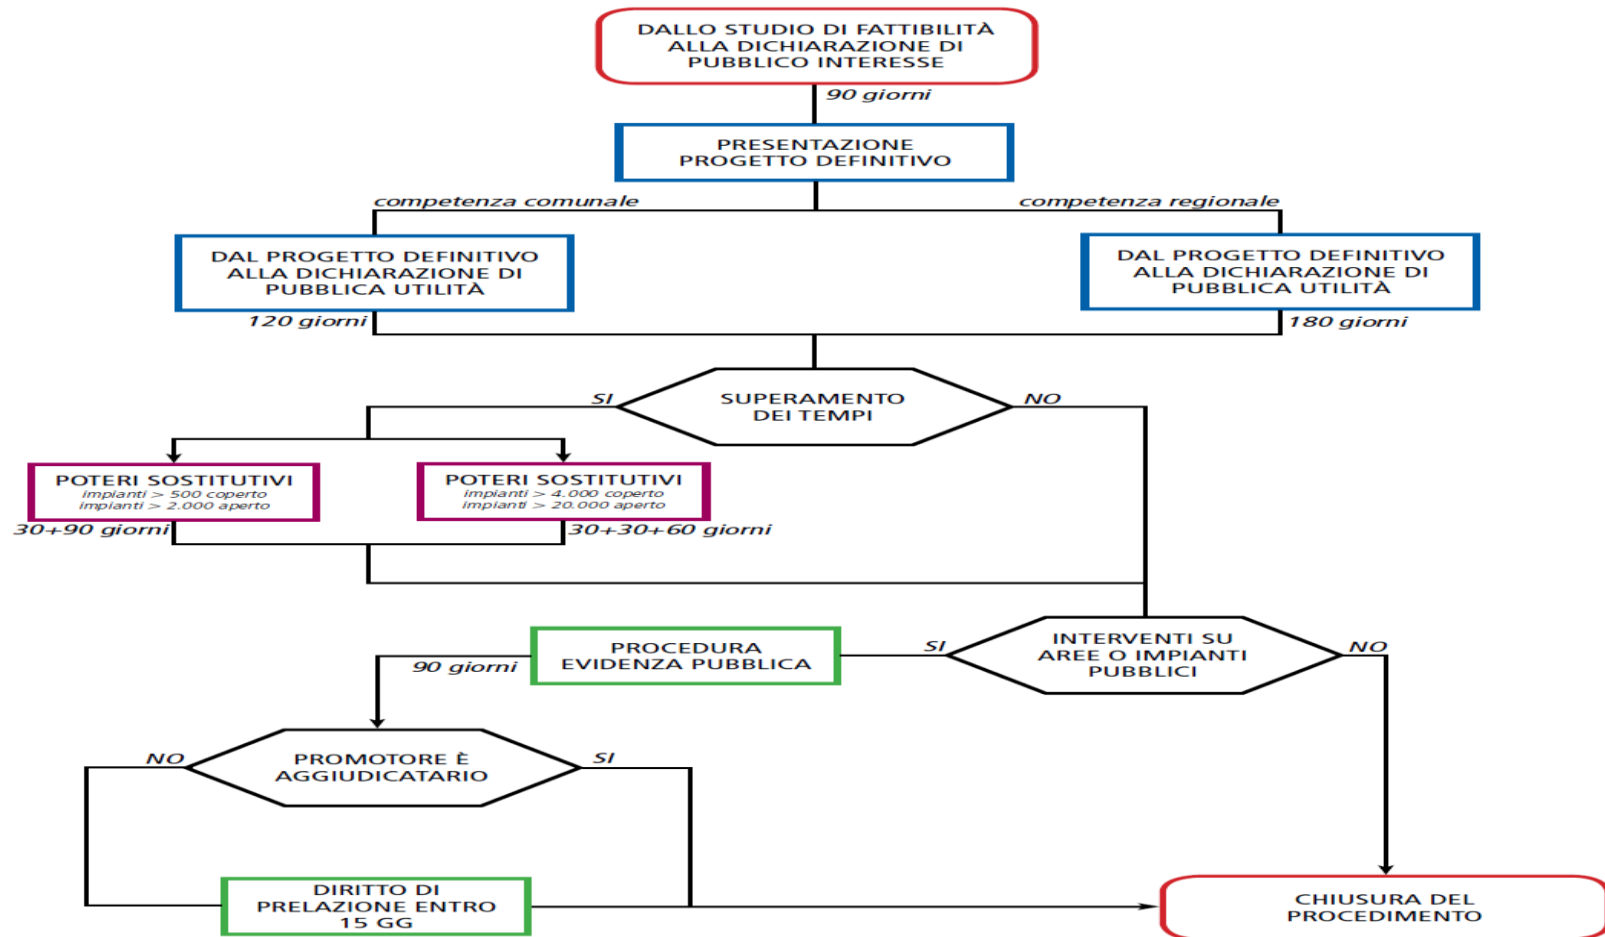 DALLO STUDIO DI FATTIBILITÀ
ALLA DICHIARAZIONE DI
PUBBLICO INTERESSE
90 giorni
PRESENTAZIONE
PROGETTO DEFINITIVO
competenza comunale
competenza regionale
DAL PROGETTO DEFINITIVO
ALLA DICHIARAZIONE DI
PUBBLICA UTILITÀ
120 giorni
DAL PROGETTO DEFINITIVO
ALLA DICHIARAZIONE DI
PUBBLICA UTILITÀ
180 giorni
SI
SUPERAMENTO
DEI TEMPI
NO
POTERI SOSTITUTIVI
impianti > 500 coperto
impianti > 2.000 aperto
30+90 giorni
POTERI SOSTITUTIVI
impianti > 4.000 coperto
impianti > 20.000 aperto
30+30+60 giorni
INTERVENTI SU
AREE O IMPIANTI
PUBBLICI
SI
NO
PROCEDURA
EVIDENZA PUBBLICA
90 giorni
NO
PROMOTORE È
AGGIUDICATARIO
SI
DIRITTO DI
PRELAZIONE ENTRO
15 GG
CHIUSURA DEL
PROCEDIMENTO